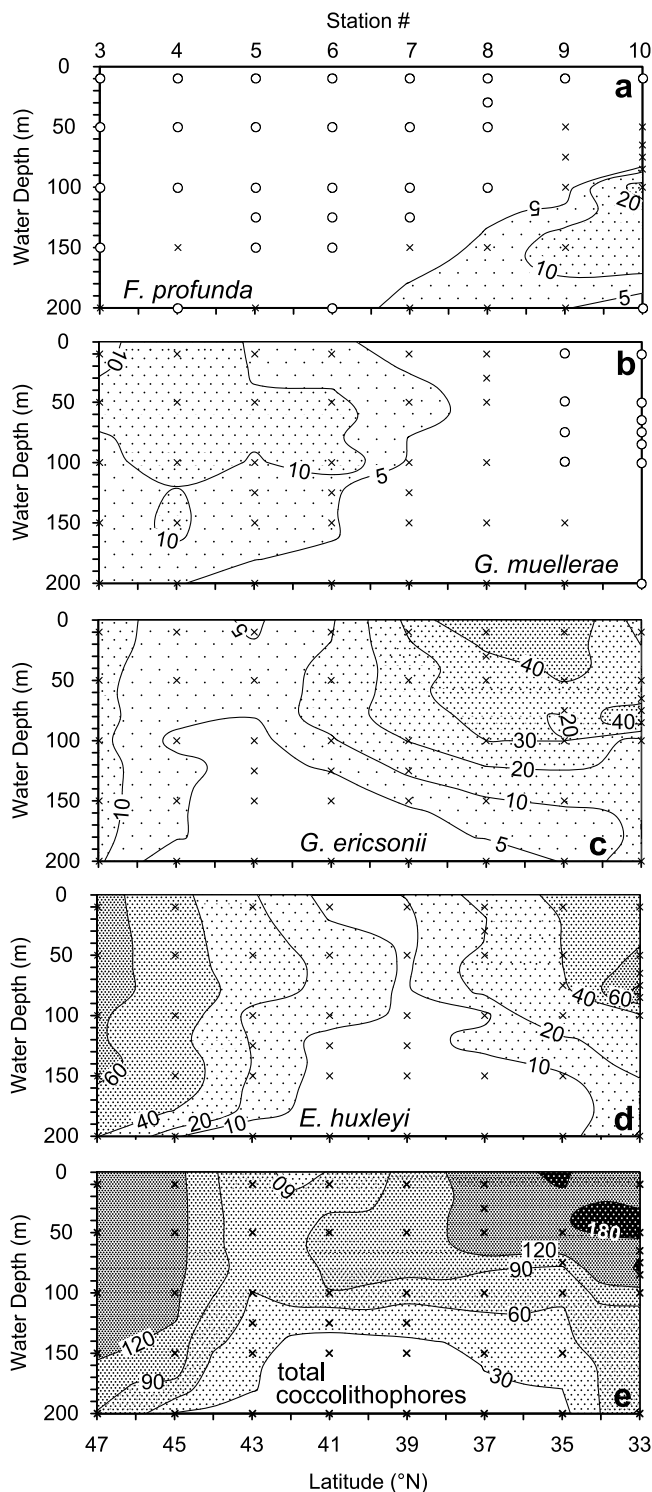 Station #
3 4 5 6 7 8 9 10
0
50
100
150
200
Water Depth (m)
a
5
20
10
5
F. profunda
0
50
100
150
200
Water Depth (m)
10
b
10
5
10
G. muellerae
0
50
100
150
200
Water Depth (m)
5
40
20
40
30
20
10
10
5
G. ericsonii
c
0
50
100
150
200
Water Depth (m)
60
40
20
10
40
60
20
10
E. huxleyi
d
0
50
100
150
200
Water Depth (m)
60
180
120
90
60
120
90
30
total
coccolithophores
e
47 45 43 41 39 37 35 33
Latitude (°N)